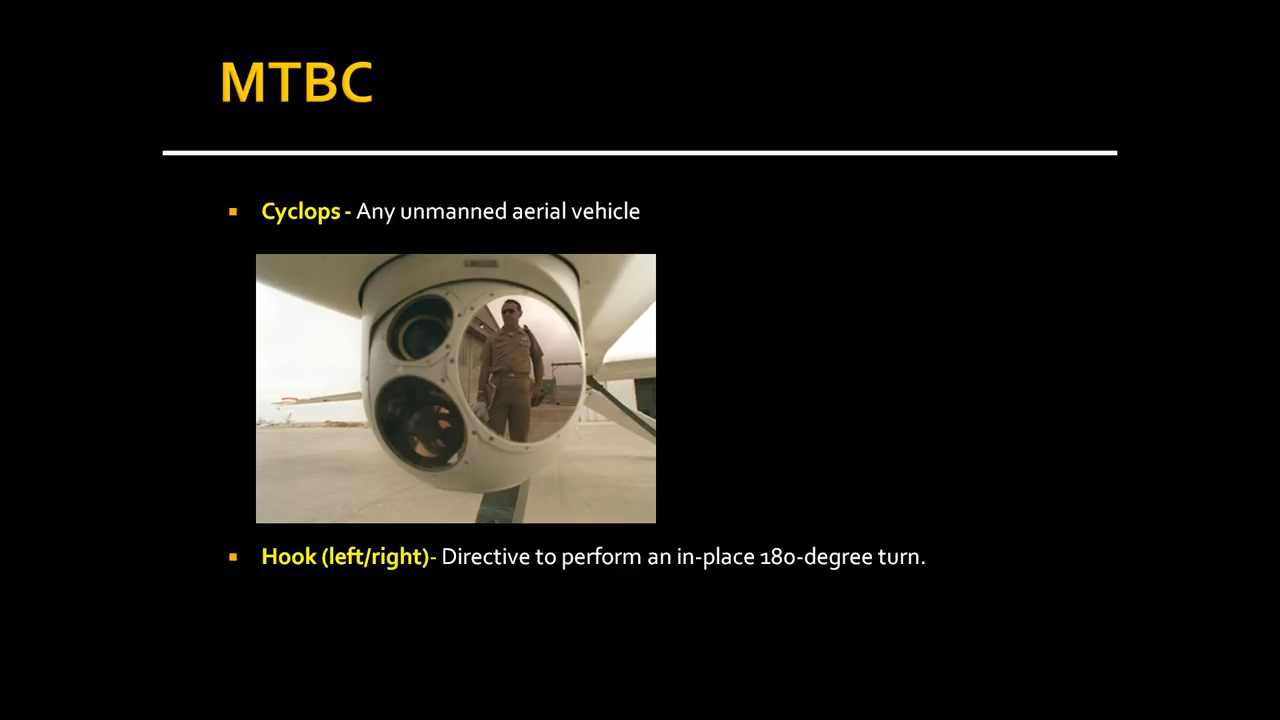 MTBC
Cyclops - Any unmanned aerial vehicle
Hook (left/right)- Directive to perform an in-place 180-degree turn.